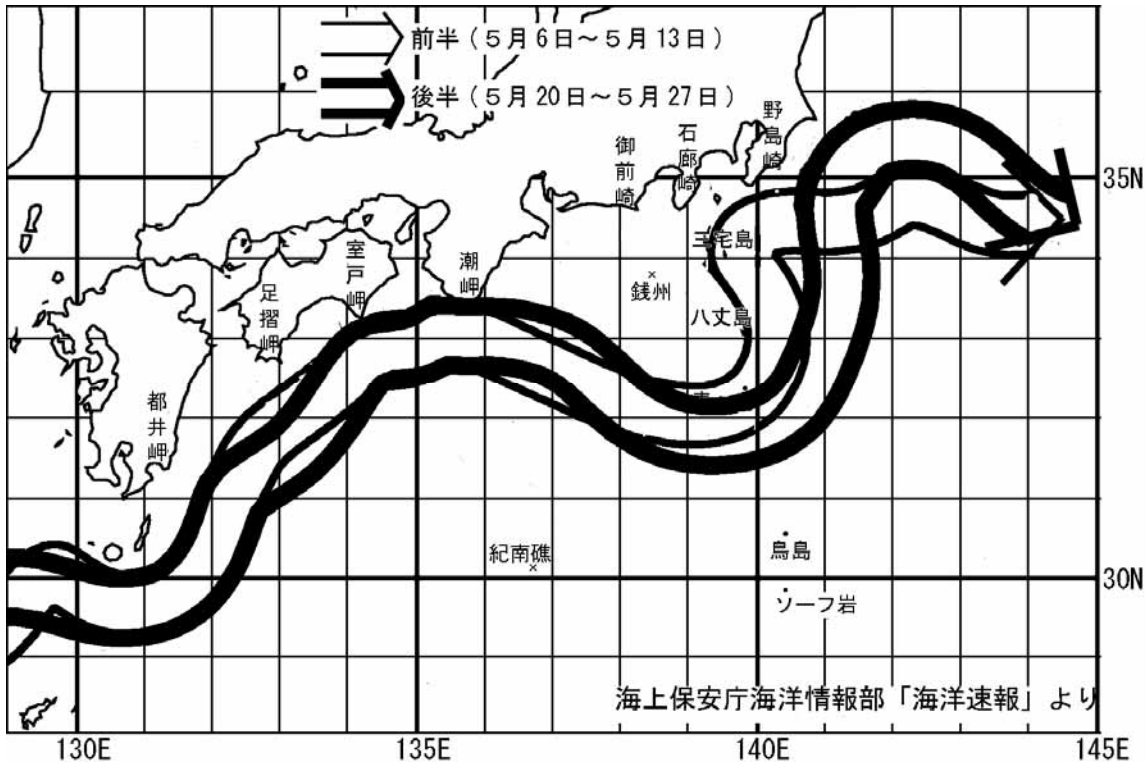 前半（５月6日～５月13日）
後半（５月20日～５月27日）
野島崎
石廊崎
御前崎
35N
三宅島
室戸岬
潮岬
銭州
足摺岬
八丈島
都井岬
紀南礁
鳥島
30N
ソーフ岩
海上保安庁海洋情報部「海洋速報」より
130E
135E
140E
145E